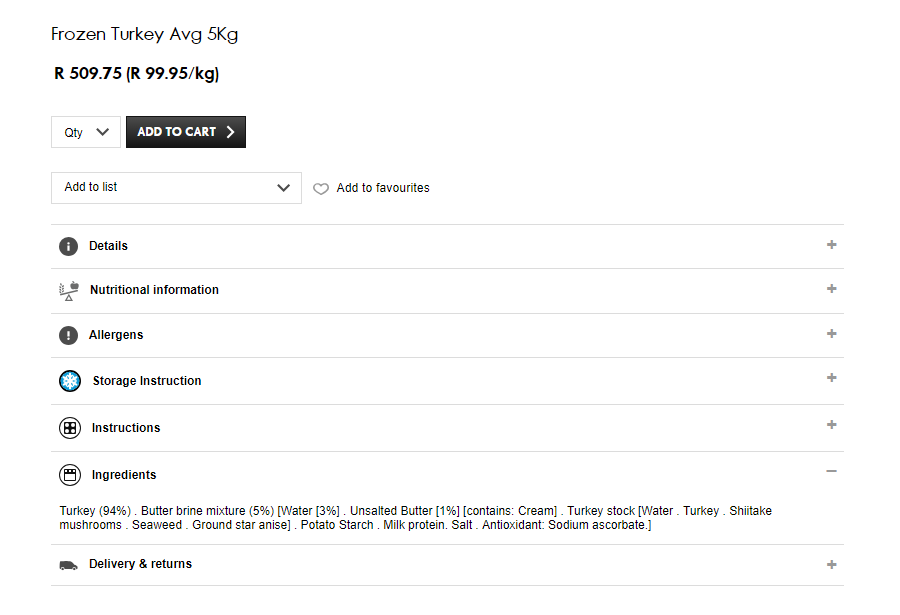 Frozen Turkey Avg 5Kg
R 509.75 (R 99.95/kg)
Qty
ADD TO CART
Add to list
Add to favourites
Details
Nutritional information
Allergens
Storage Instruction
Instructions
Ingredients
Turkey (94%) . Butter brine mixture (5%) [Water [3%] . Unsalted Butter [1%] [contains: Cream] . Turkey stock [Water . Turkey . Shiitake
mushrooms . Seaweed . Ground star anise] . Potato Starch . Milk protein. Salt . Antioxidant: Sodium ascorbate.]
Delivery & returns